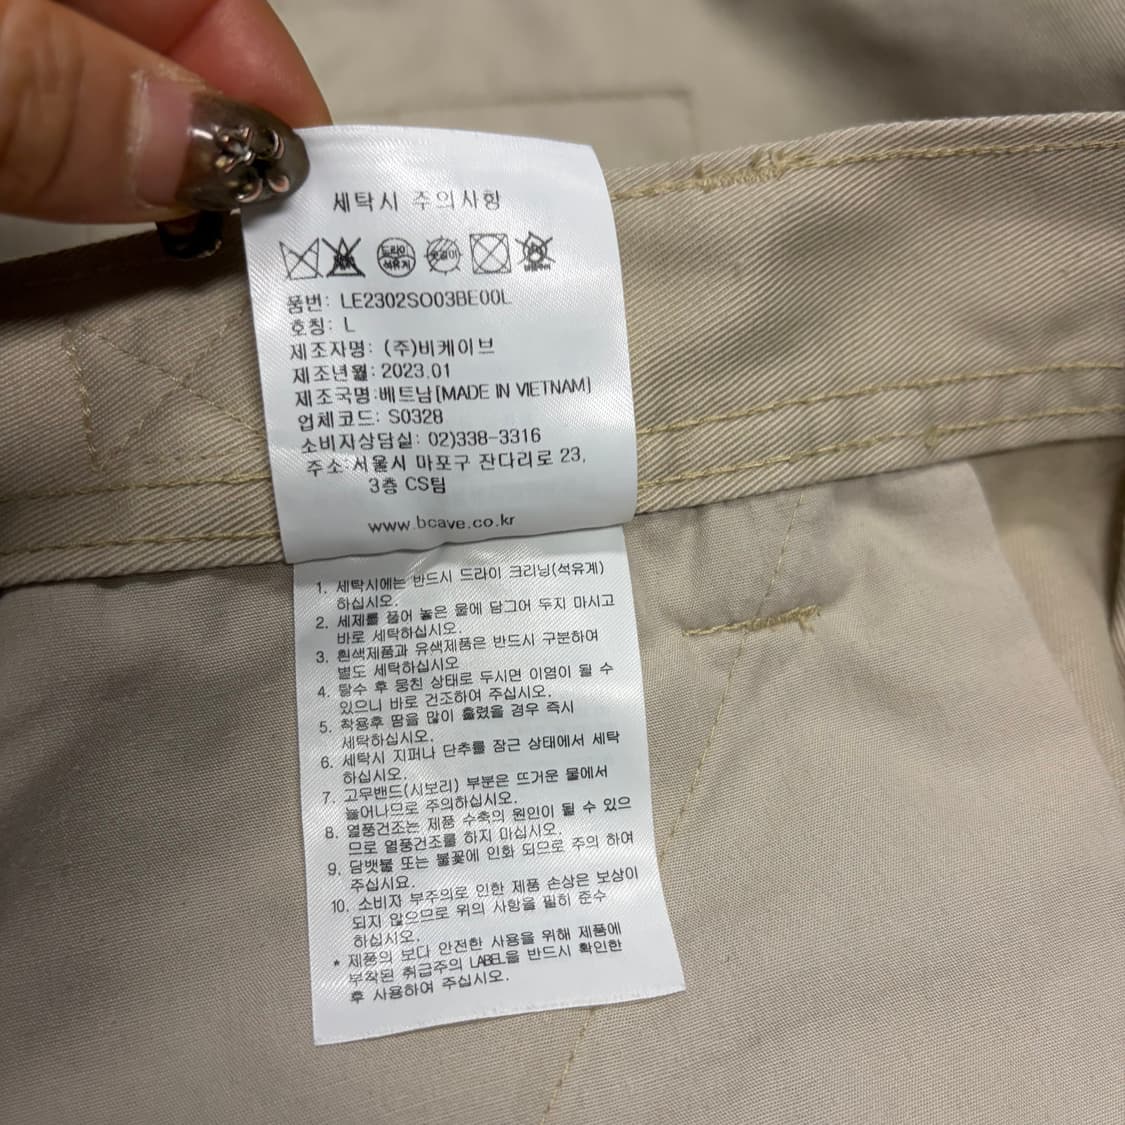 세탁시 주의사항
드라이
석유계
옷걸이
품번: LE2302SO03BE00L
호칭: L
제조자명: (주)비케이브
제조년월: 2023.01
제조국명:베트남[MADE IN VIETNAM]
업체코드: S0328
소비자상담실: 02)338-3316
주소:서울시 마포구 잔다리로 23,
3층 CS팀
www.bcave.co.kr
1. 세탁시에는 반드시 드라이 크리닝(석유계)
하십시오.
2. 세제를 풀어 놓은 물에 담그어 두지 마시고
바로 세탁하십시오.
3. 흰색제품과 유색제품은 반드시 구분하여
별도 세탁하십시오
4. 탈수 후 뭉친 상태로 두시면 이염이 될 수
있으니 바로 건조하여 주십시오.
5. 착용후 땀을 많이 흘렸을 경우 즉시
세탁하십시오.
6. 세탁시 지퍼나 단추를 잠근 상태에서 세탁
하십시오.
7. 고무밴드(시보리) 부분은 뜨거운 물에서
늘어나므로 주의하십시오.
8. 열풍건조는 제품 수축의 원인이 될 수 있으
므로 열풍건조를 하지 마십시오.
9. 담뱃불 또는 불꽃에 인화 되므로 주의 하여
주십시요.
10. 소비자 부주의로 인한 제품 손상은 보상이
되지 않으므로 위의 사항을 필히 준수
하십시오.
* 제품의 보다 안전한 사용을 위해 제품에
부착된 취급주의 LABEL을 반드시 확인한
후 사용하여 주십시오.